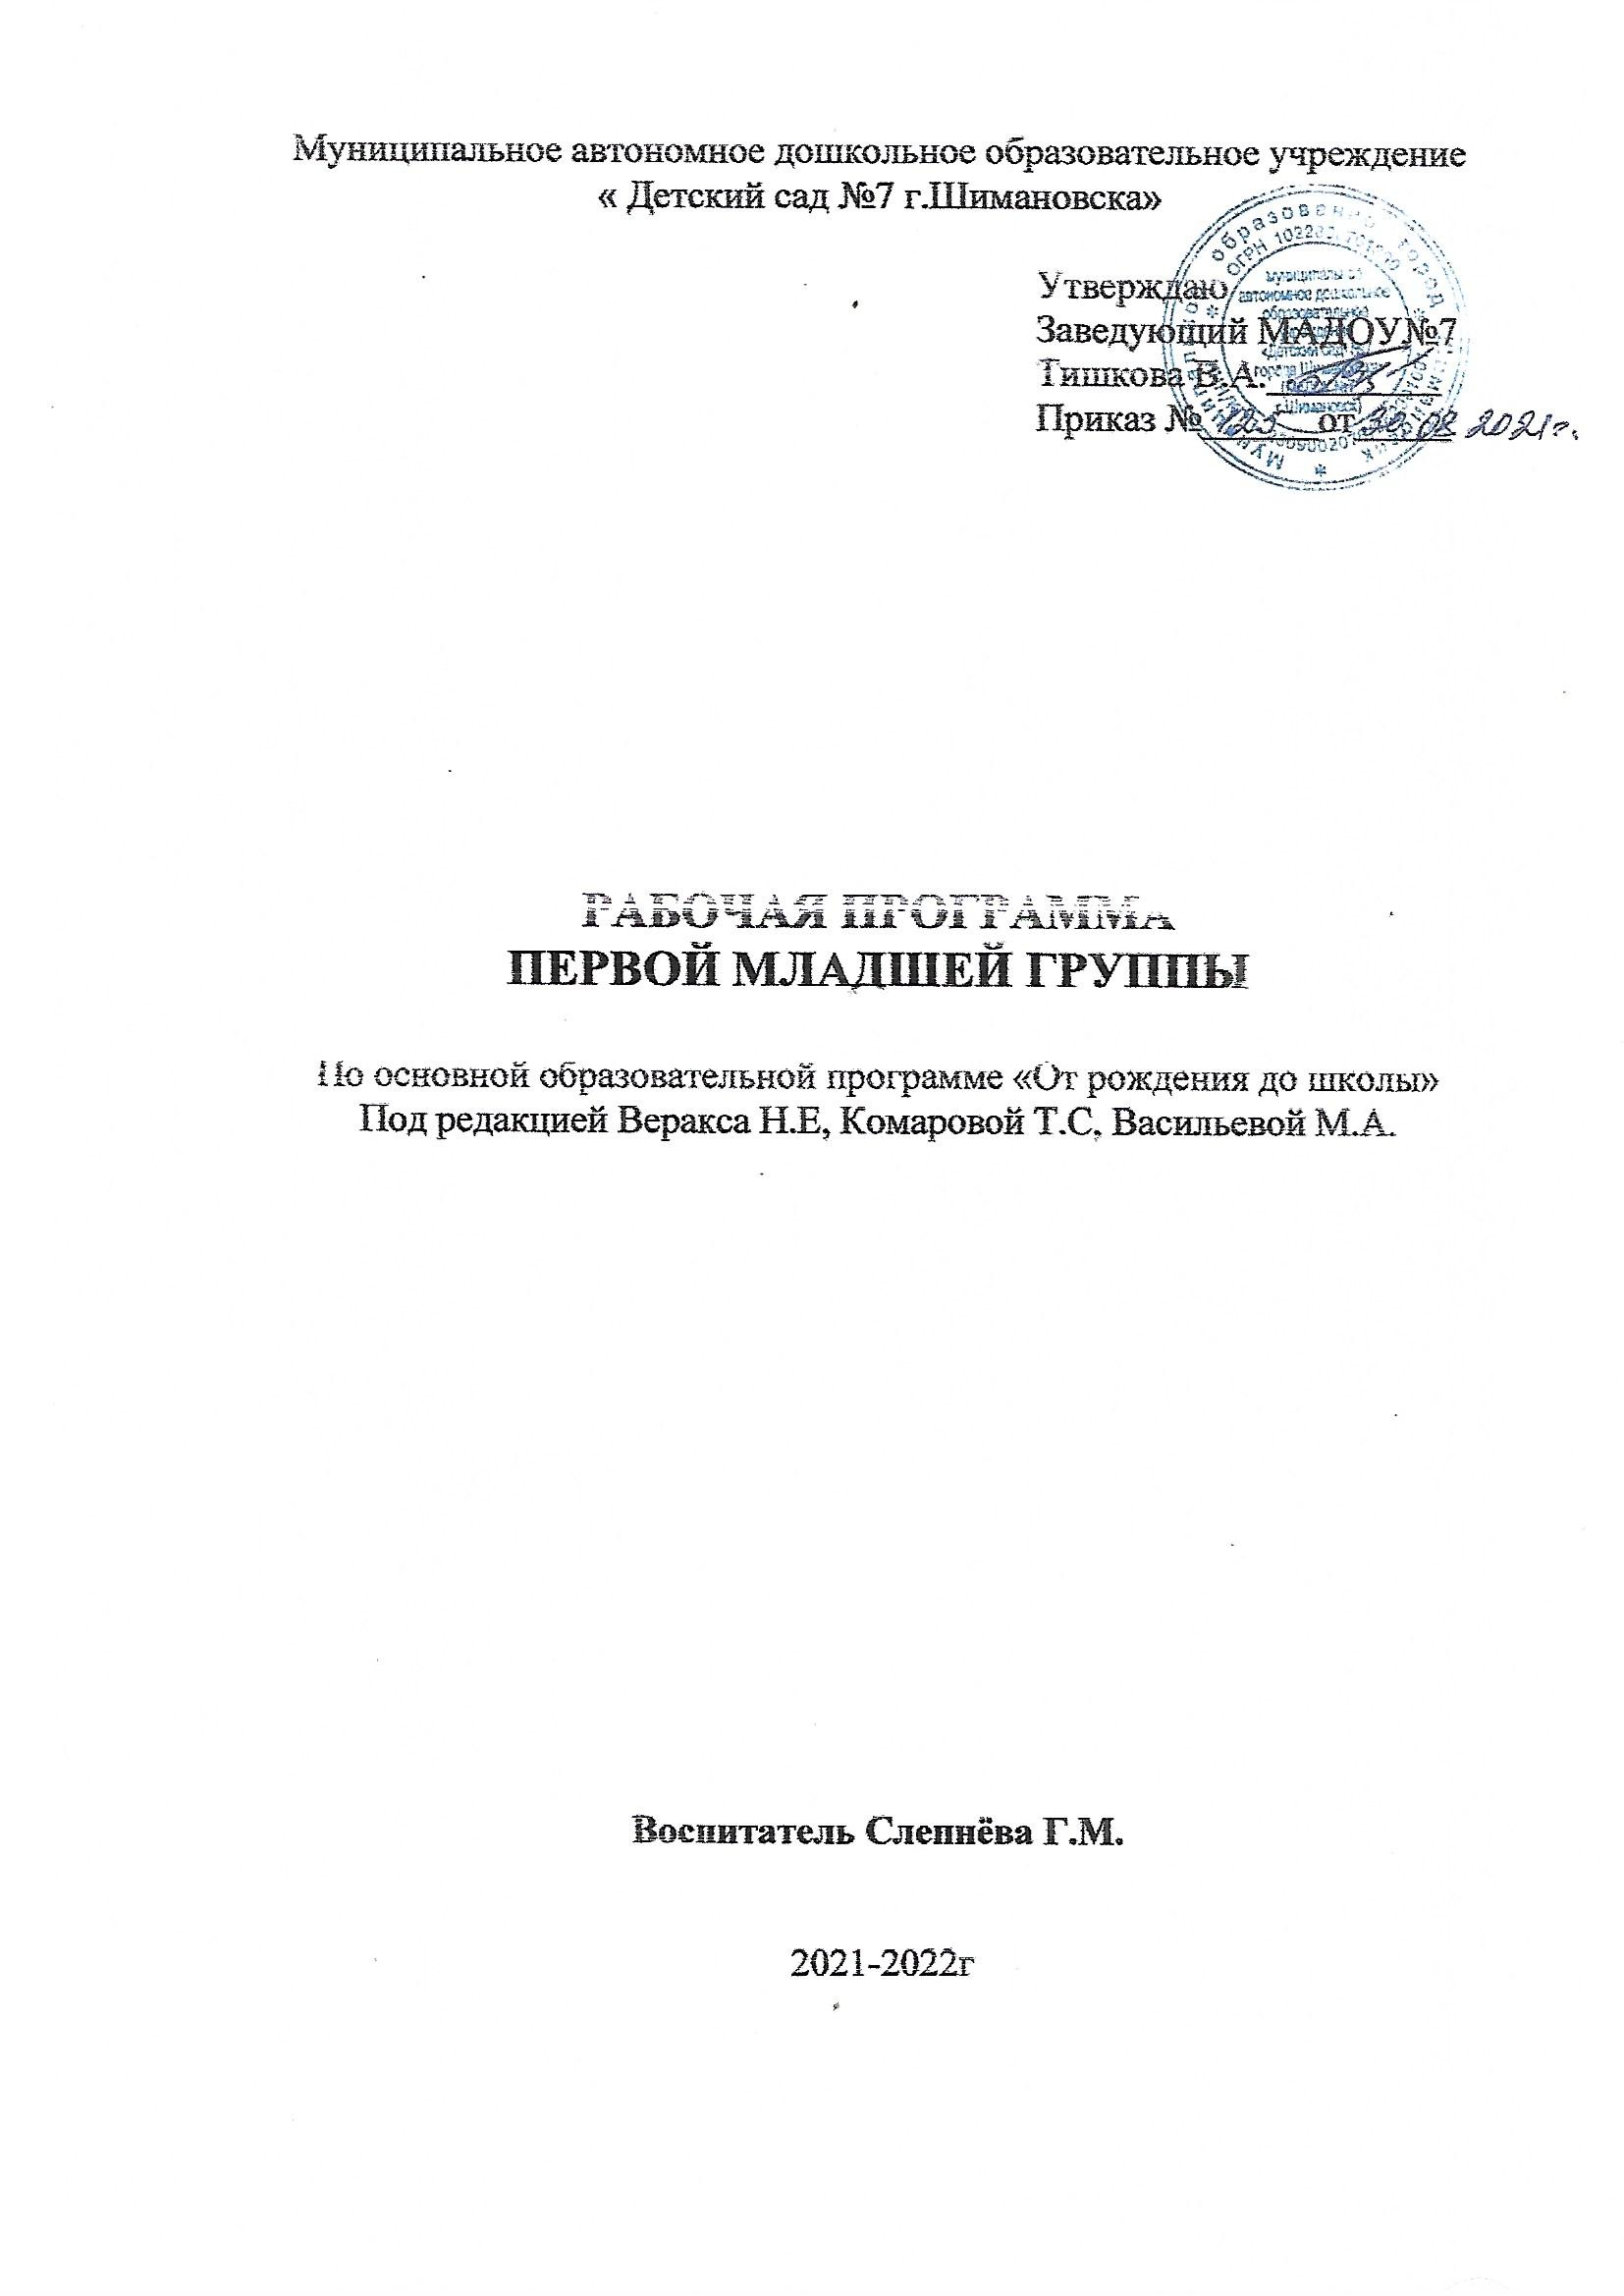 Муниципальное автономное дошкольное образовательное учреждение
« Детский сад №7 г.Шимановска»
Утверждаю
Заведующий МАДОУ№7
Тишкова В.А.
Приказ № от 2021г.
РАБОЧАЯ ПРОГРАММА
ПЕРВОЙ МЛАДШЕЙ ГРУППЫ
По основной образовательной программе «От рождения до школы»
Под редакцией Веракса Н.Е, Комаровой Т.С, Васильевой М.А.
Воспитатель Слепнёва Г.М.
2021-2022г